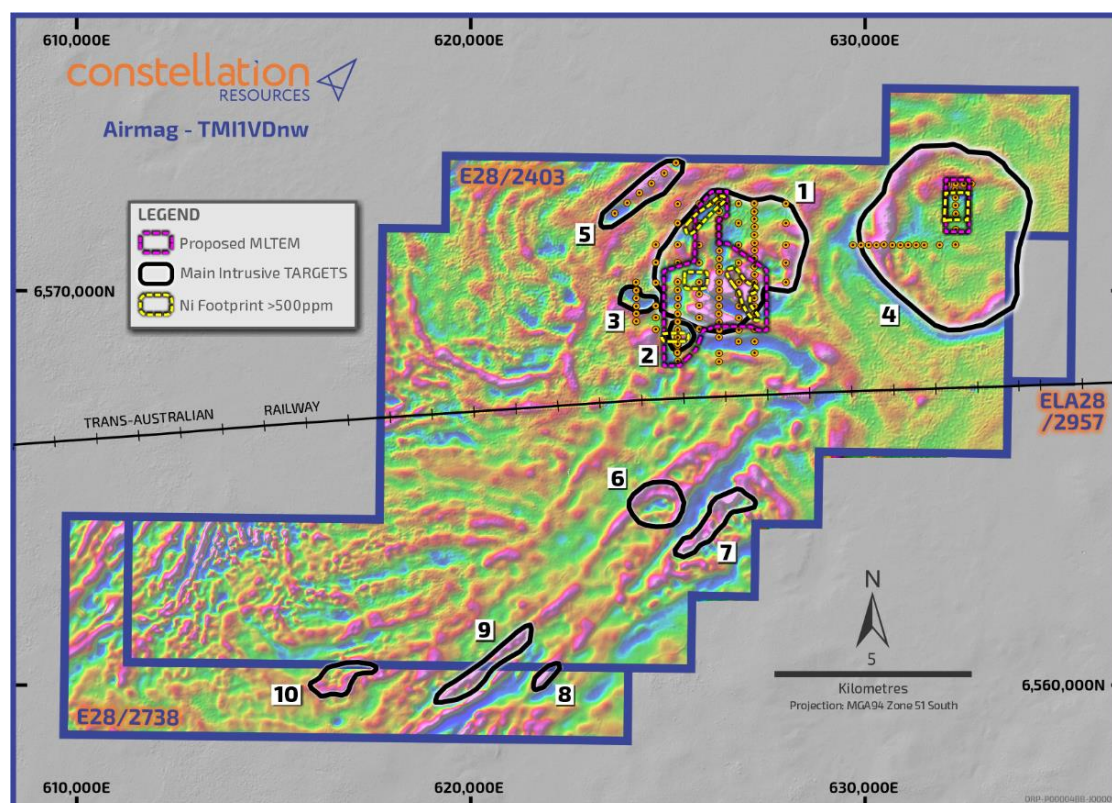 610,000E
620,000E
630,000E
constellation
RESOURCES
Airmag - TMI1VDnw
E28/2403
LEGEND
Proposed MLTEM
Main Intrusive TARGETS
Ni Footprint >500ppm
1
5
6,570,000N
3
4
2
TRANS-AUSTRALIAN RAILWAY
ELA28
/2957
6
7
N
9
5
10
8
Kilometres
6,560,000N
Projection: MGA94 Zone 51 South
E28/2738
610,000E
620,000E
630,000E